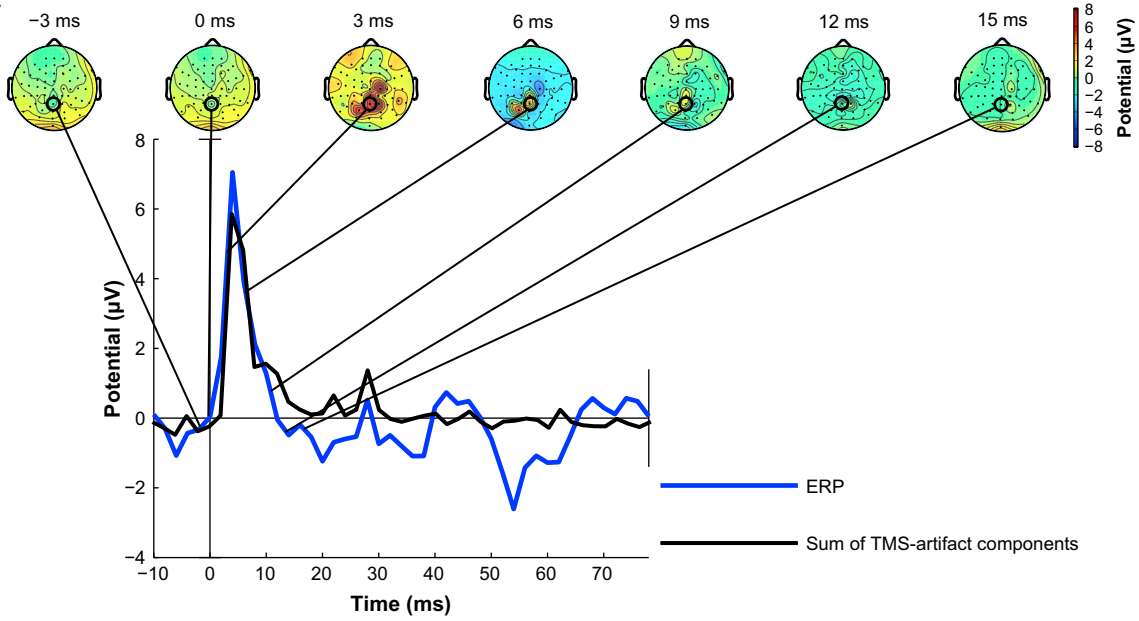 −3 ms
0 ms
3 ms
6 ms
9 ms
12 ms
15 ms
8
6
4
2
0
−2
−4
−6
−8
Potential (µV)
8
6
4
2
0
−2
−4
Potential (µV)
−10
0
10
20
30
40
50
60
70
Time (ms)
ERP
Sum of TMS-artifact components